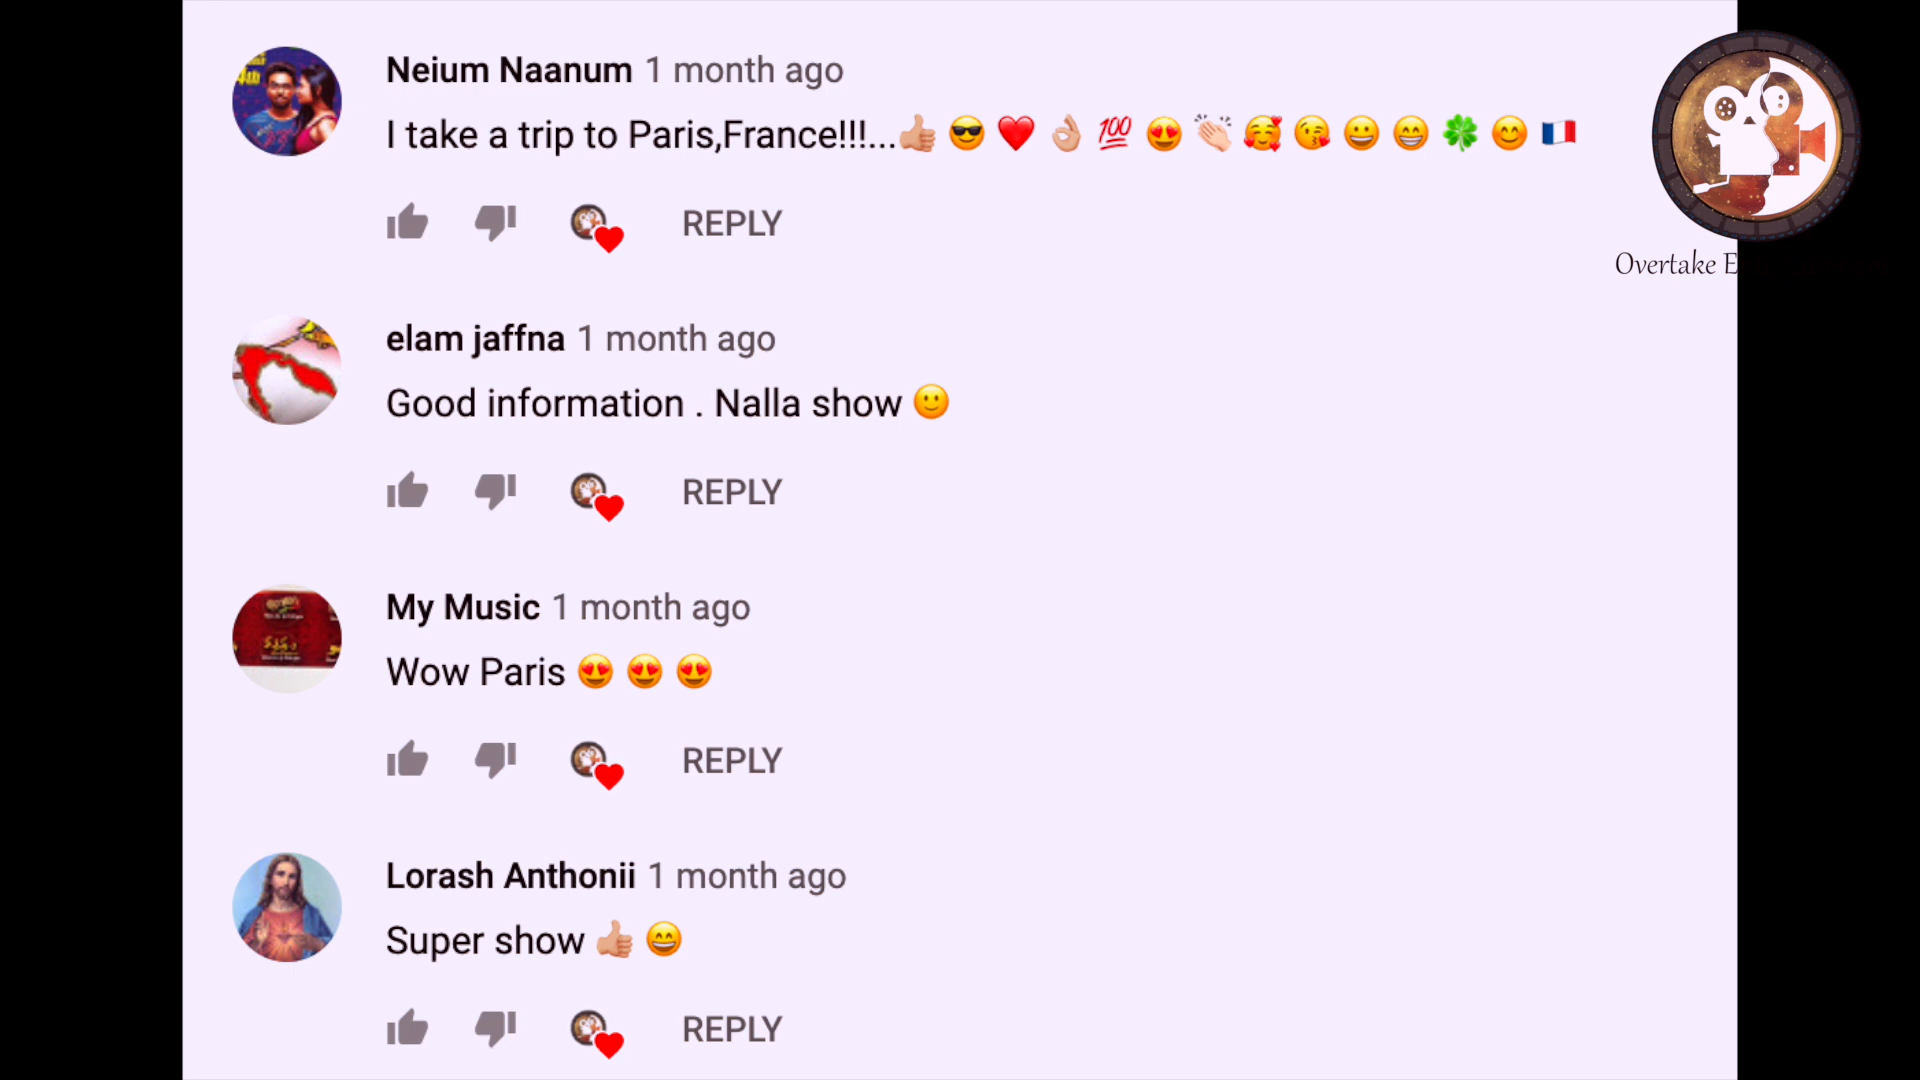 Neium Naanum 1 month ago
I take a trip to Paris,France!!!...👍🏼😎❤️👌🏼💯😍👏🏻🥰😘😀😁🍀😊🇫🇷
REPLY
Overtake E
elam jaffna 1 month ago
Good information . Nalla show 🙂
REPLY
My Music 1 month ago
Wow Paris 😍😍😍
REPLY
Lorash Anthonii 1 month ago
Super show 👍🏼😄
REPLY